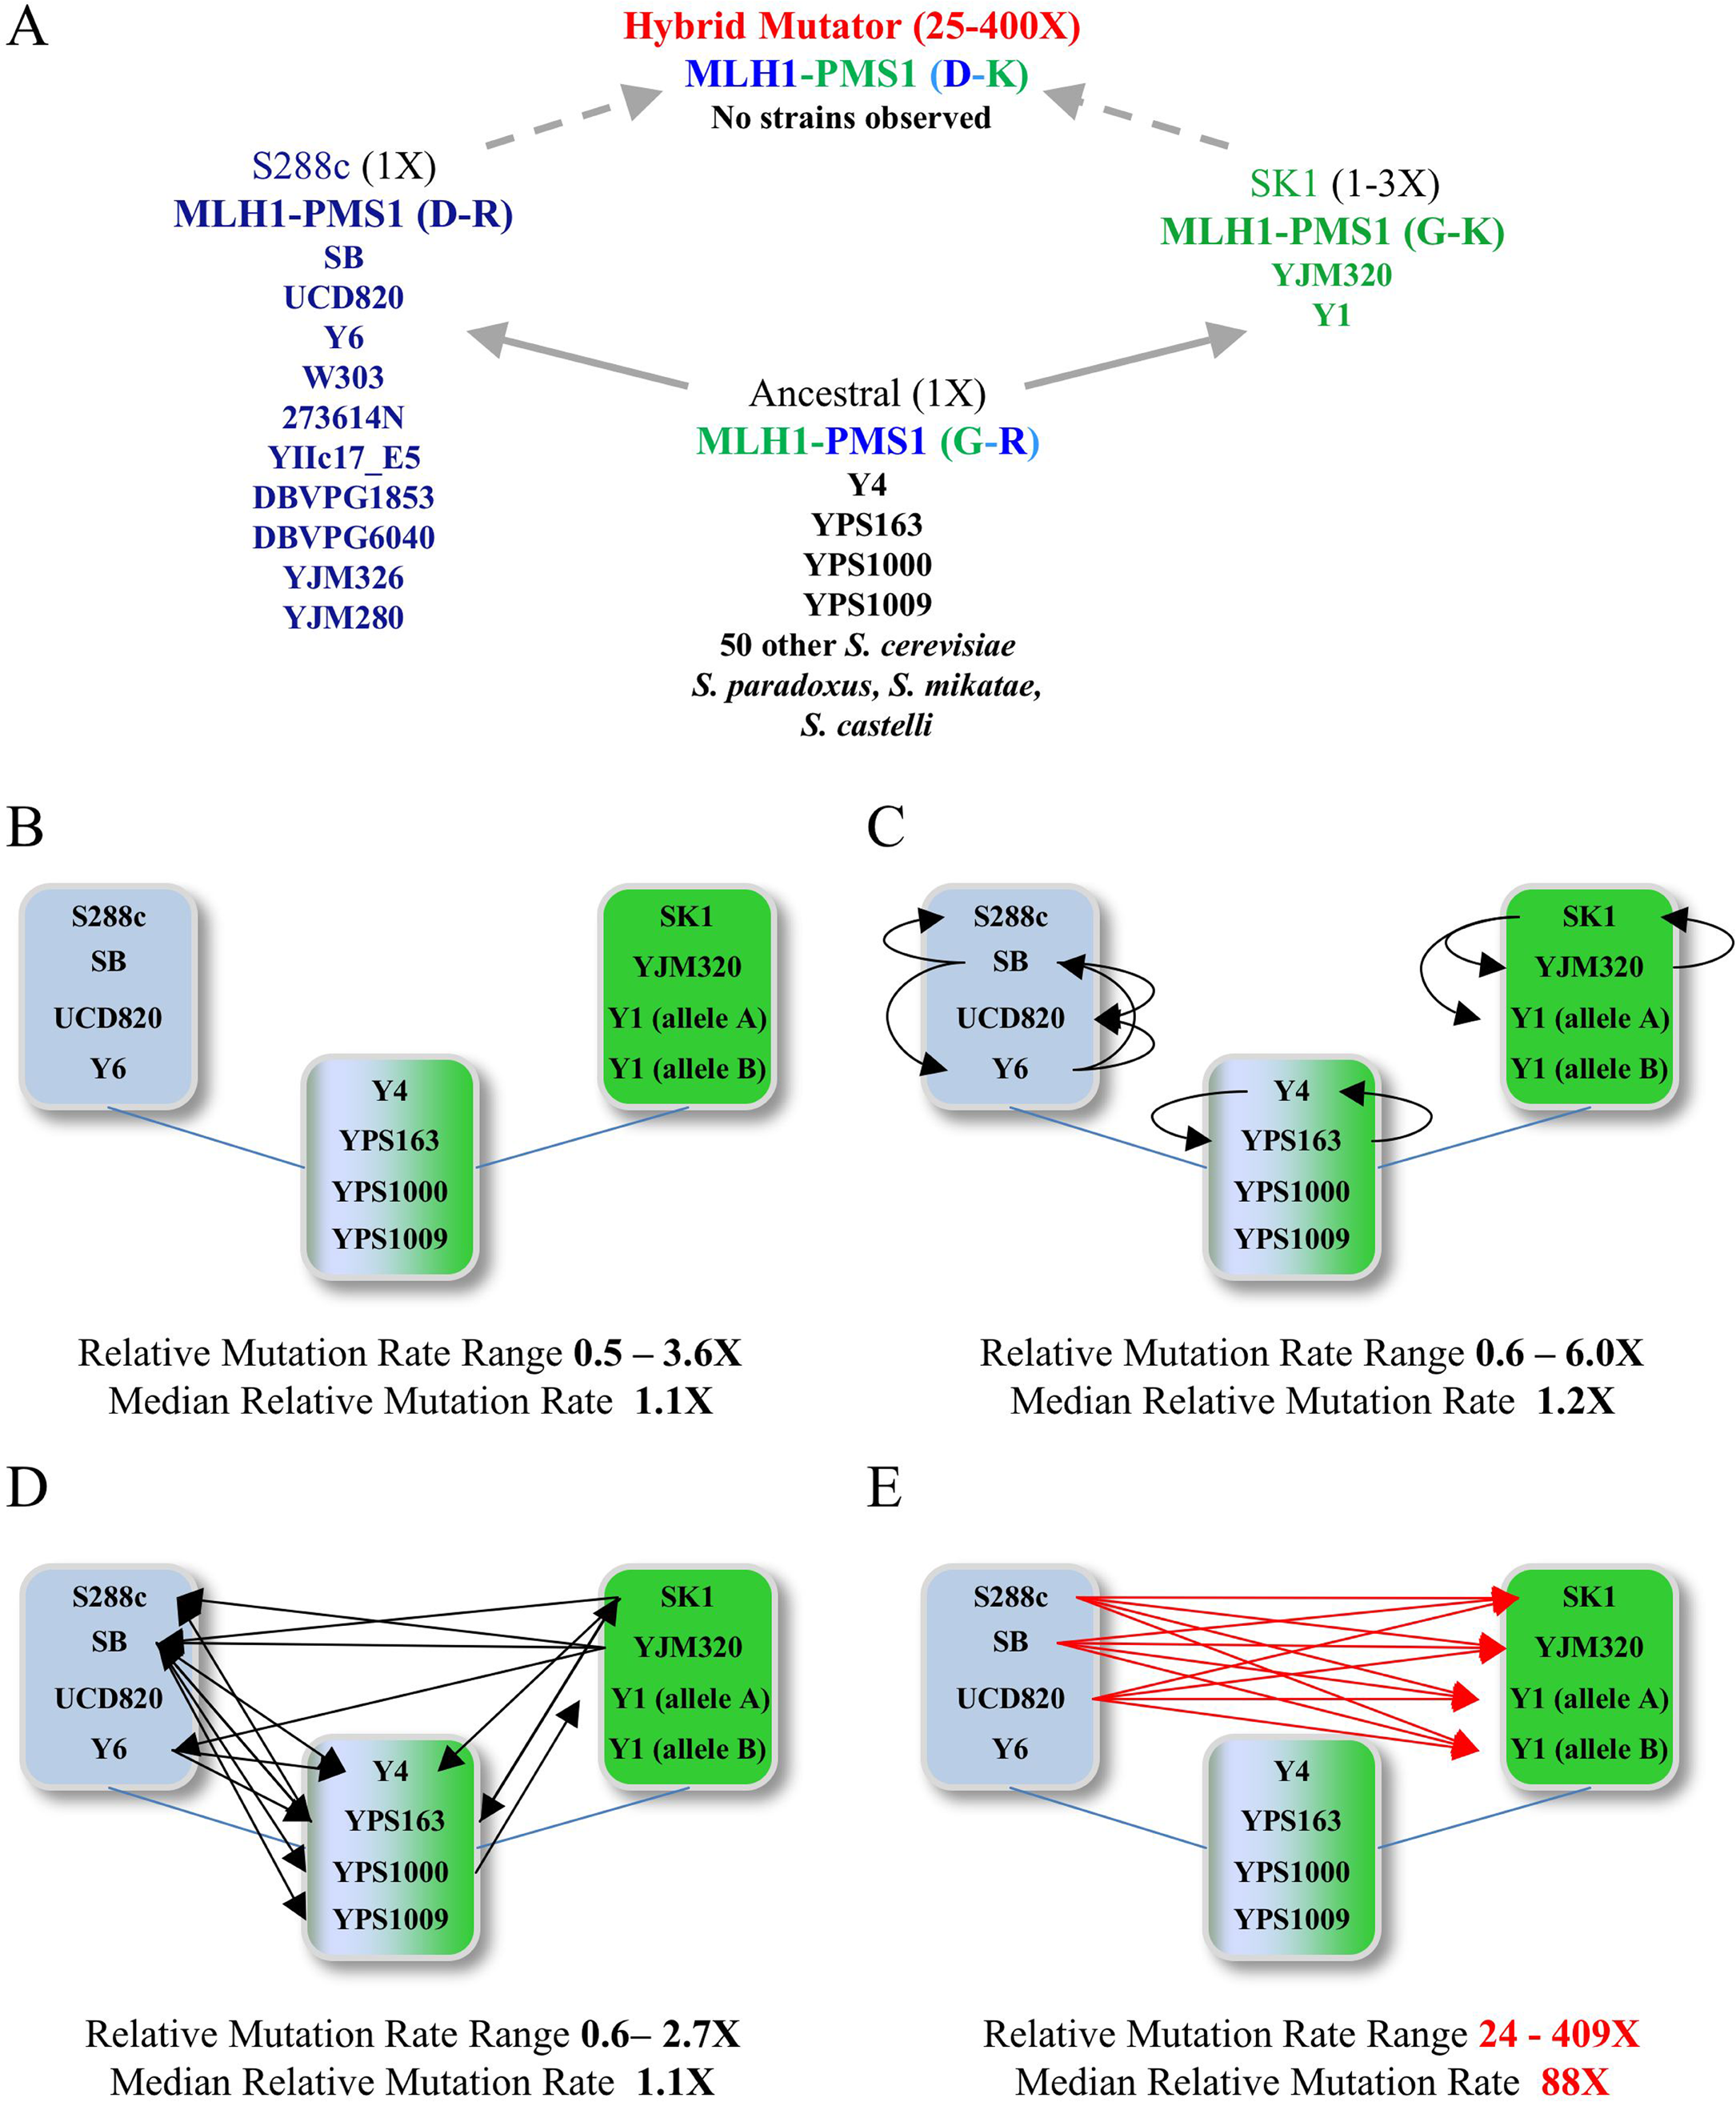 A
Hybrid Mutator (25-400X)
MLH1-PMS1 (D-K)
No strains observed
S288c (1X)
MLH1-PMS1 (D-R)
SB
UCD820
Y6
W303
273614N
YIIc17_E5
DBVPG1853
DBVPG6040
YJM326
YJM280
SK1 (1-3X)
MLH1-PMS1 (G-K)
YJM320
Y1
Ancestral (1X)
MLH1-PMS1 (G-R)
Y4
YPS163
YPS1000
YPS1009
50 other S. cerevisiae
S. paradoxus, S. mikatae,
S. castelli
B
S288c
SB
UCD820
Y6
SK1
YJM320
Y1 (allele A)
Y1 (allele B)
Y4
YPS163
YPS1000
YPS1009
Relative Mutation Rate Range 0.5 – 3.6X
Median Relative Mutation Rate 1.1X
C
S288c
SB
UCD820
Y6
SK1
YJM320
Y1 (allele A)
Y1 (allele B)
Y4
YPS163
YPS1000
YPS1009
Relative Mutation Rate Range 0.6 – 6.0X
Median Relative Mutation Rate 1.2X
D
S288c
SB
UCD820
Y6
SK1
YJM320
Y1 (allele A)
Y1 (allele B)
Y4
YPS163
YPS1000
YPS1009
Relative Mutation Rate Range 0.6– 2.7X
Median Relative Mutation Rate 1.1X
E
S288c
SB
UCD820
Y6
SK1
YJM320
Y1 (allele A)
Y1 (allele B)
Y4
YPS163
YPS1000
YPS1009
Relative Mutation Rate Range 24 - 409X
Median Relative Mutation Rate 88X